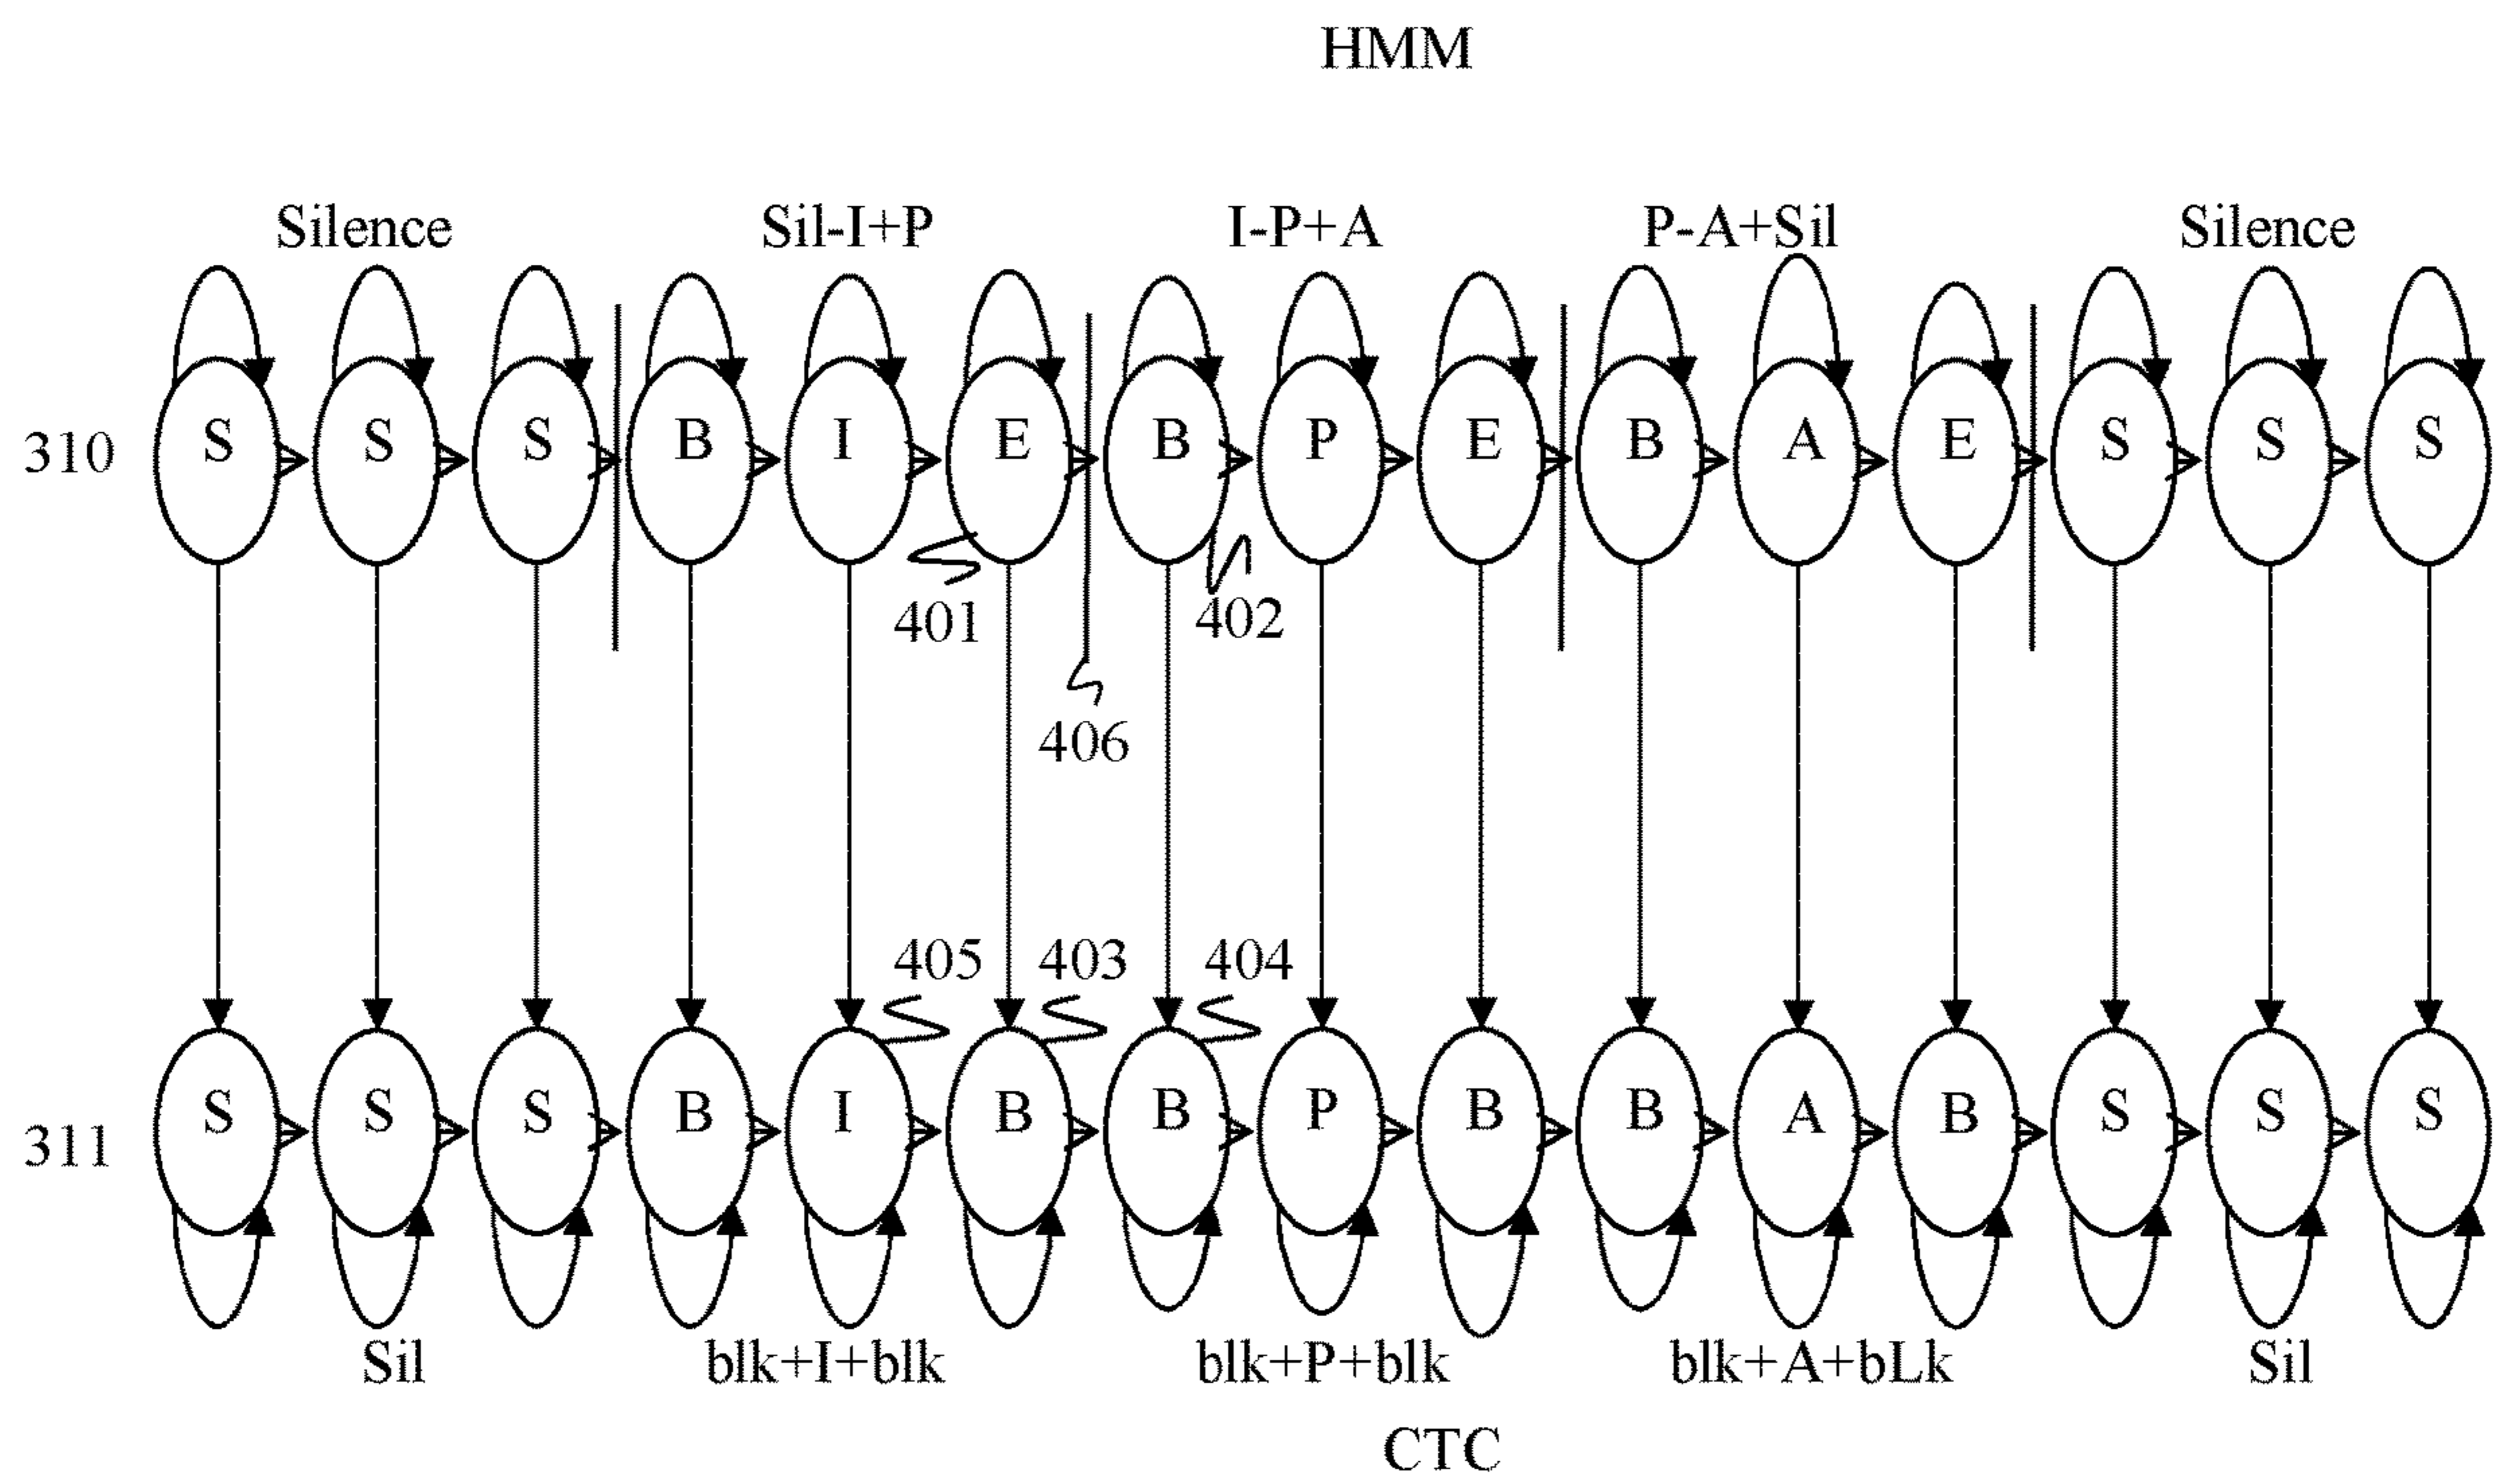 HMM
Silence Sil-I+P I-P+A P-A+Sil Silence
310 S S S B I E B P E B A E S S S
401 402
406
405 403 404
311 S S S B I B B P B B A B S S S
Sil blk+I+blk blk+P+blk blk+A+bLk Sil
CTC